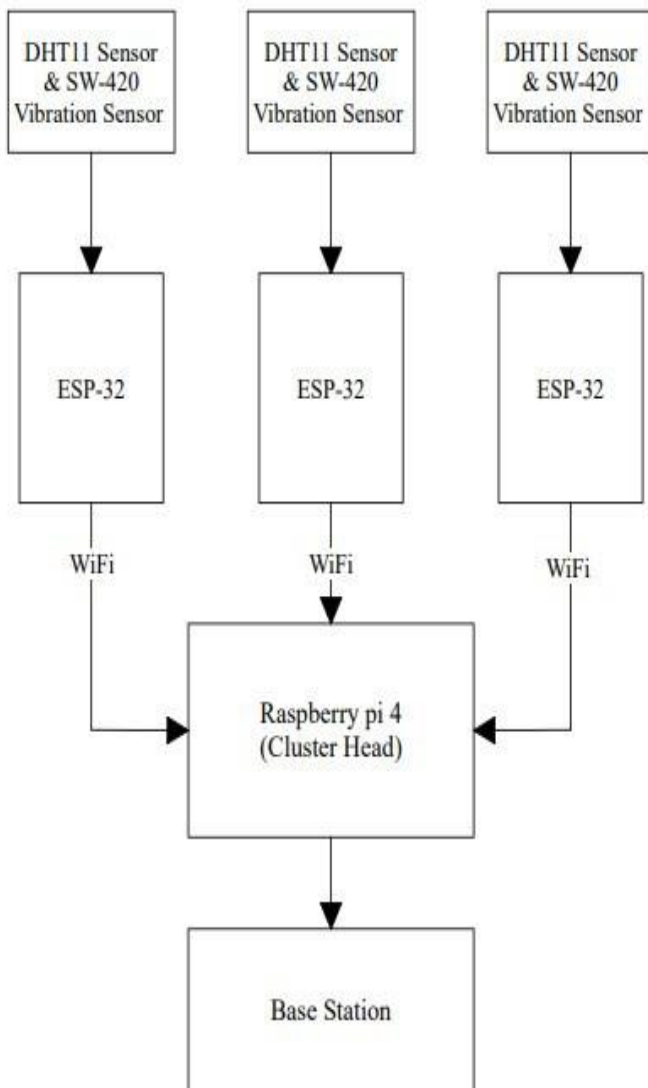 DHT11 Sensor
& SW-420
Vibration Sensor
DHT11 Sensor
& SW-420
Vibration Sensor
DHT11 Sensor
& SW-420
Vibration Sensor
ESP-32
ESP-32
ESP-32
WiFi
WiFi
WiFi
Raspberry pi 4
(Cluster Head)
Base Station